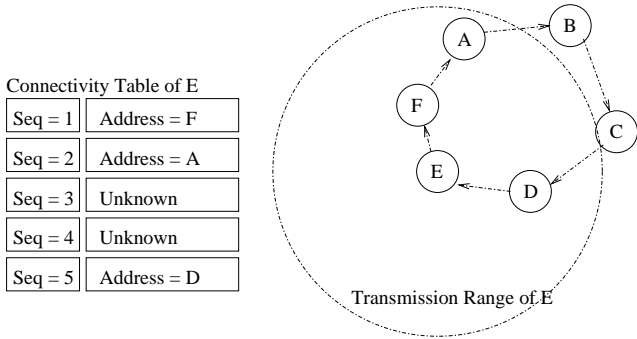 Connectivity Table of E
Seq = 1 Address = F
Seq = 2 Address = A
Seq = 3 Unknown
Seq = 4 Unknown
Seq = 5 Address = D
A
B
F
C
E
D
Transmission Range of E